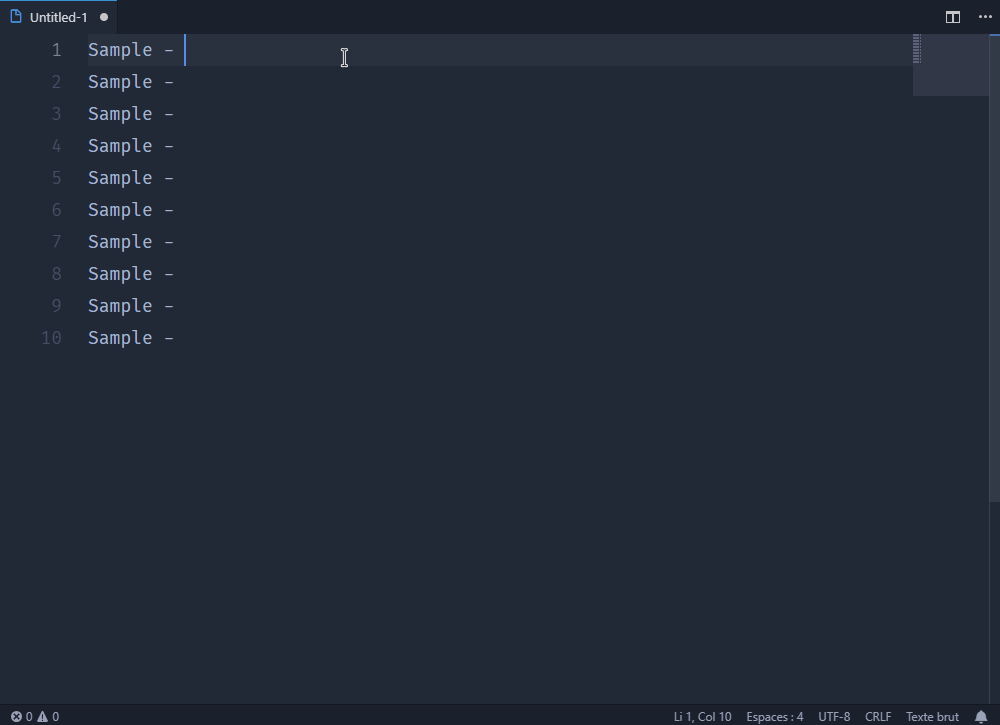 Untitled-1
1 Sample -
2 Sample -
3 Sample -
4 Sample -
5 Sample -
6 Sample -
7 Sample -
8 Sample -
9 Sample -
10 Sample -
0 0 Li 1, Col 10 Espaces : 4 UTF-8 CRLF Texte brut